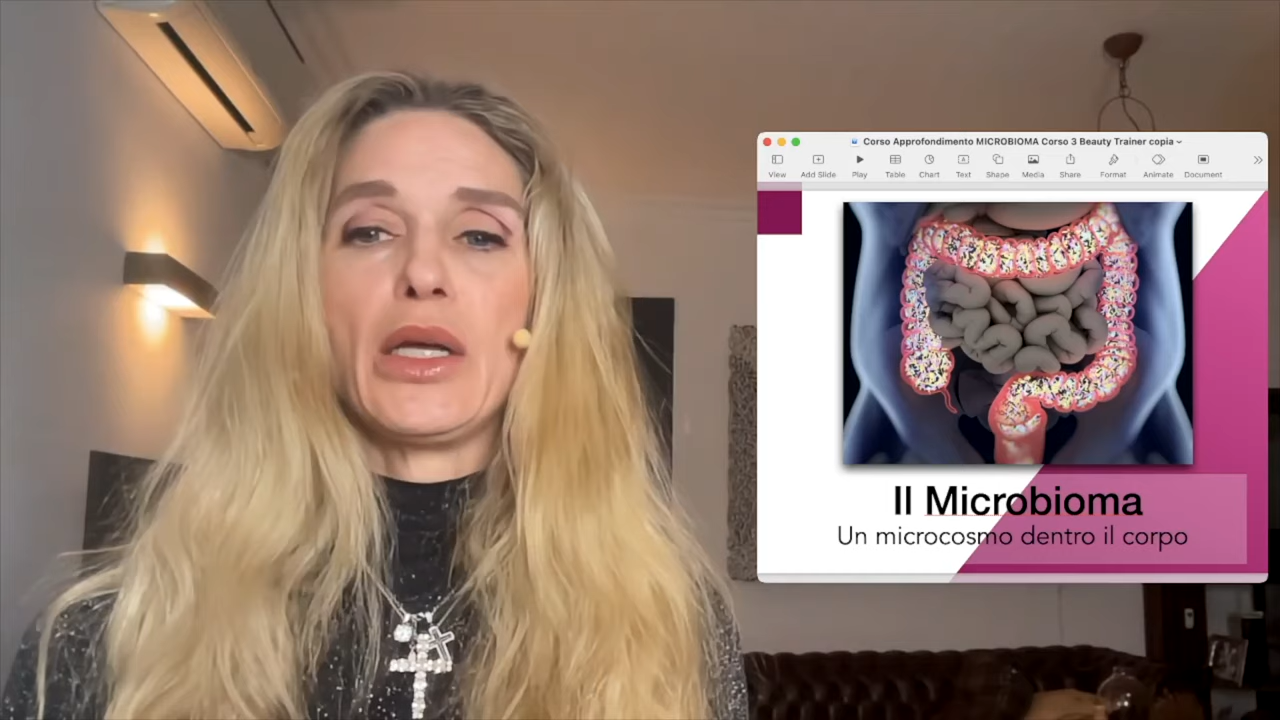 Corso Approfondimento MICROBIOMA Corso 3 Beauty Trainer copia
View Add Slide Play Table Chart Text Shape Media Share Format Animate Document
Il Microbioma
Un microcosmo dentro il corpo